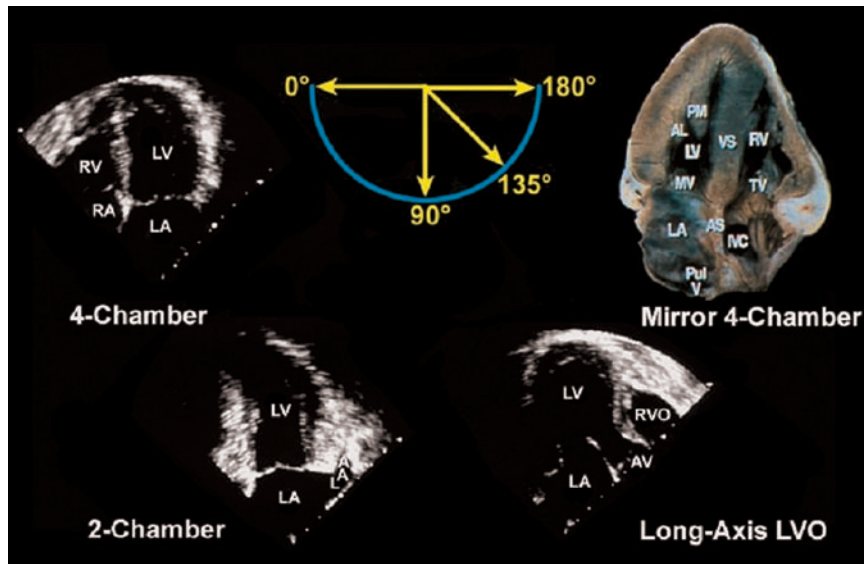 0°
180°
135°
90°
RV
LV
RA
LA
4-Chamber
PM
AL
LV
VS
RV
MV
TV
LA
AS
IVC
Pul
V
Mirror 4-Chamber
LV
LA
A
L A
2-Chamber
LV
RVO
AV
LA
Long-Axis LVO